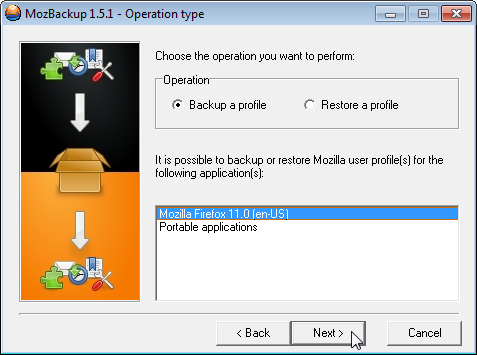 MozBackup 1.5.1 - Operation type
Choose the operation you want to perform:
Operation
Backup a profile
Restore a profile
It is possible to backup or restore Mozilla user profile(s) for the
following application(s):
Mozilla Firefox 11.0 (en-US)
Portable applications
< Back
Next >
Cancel